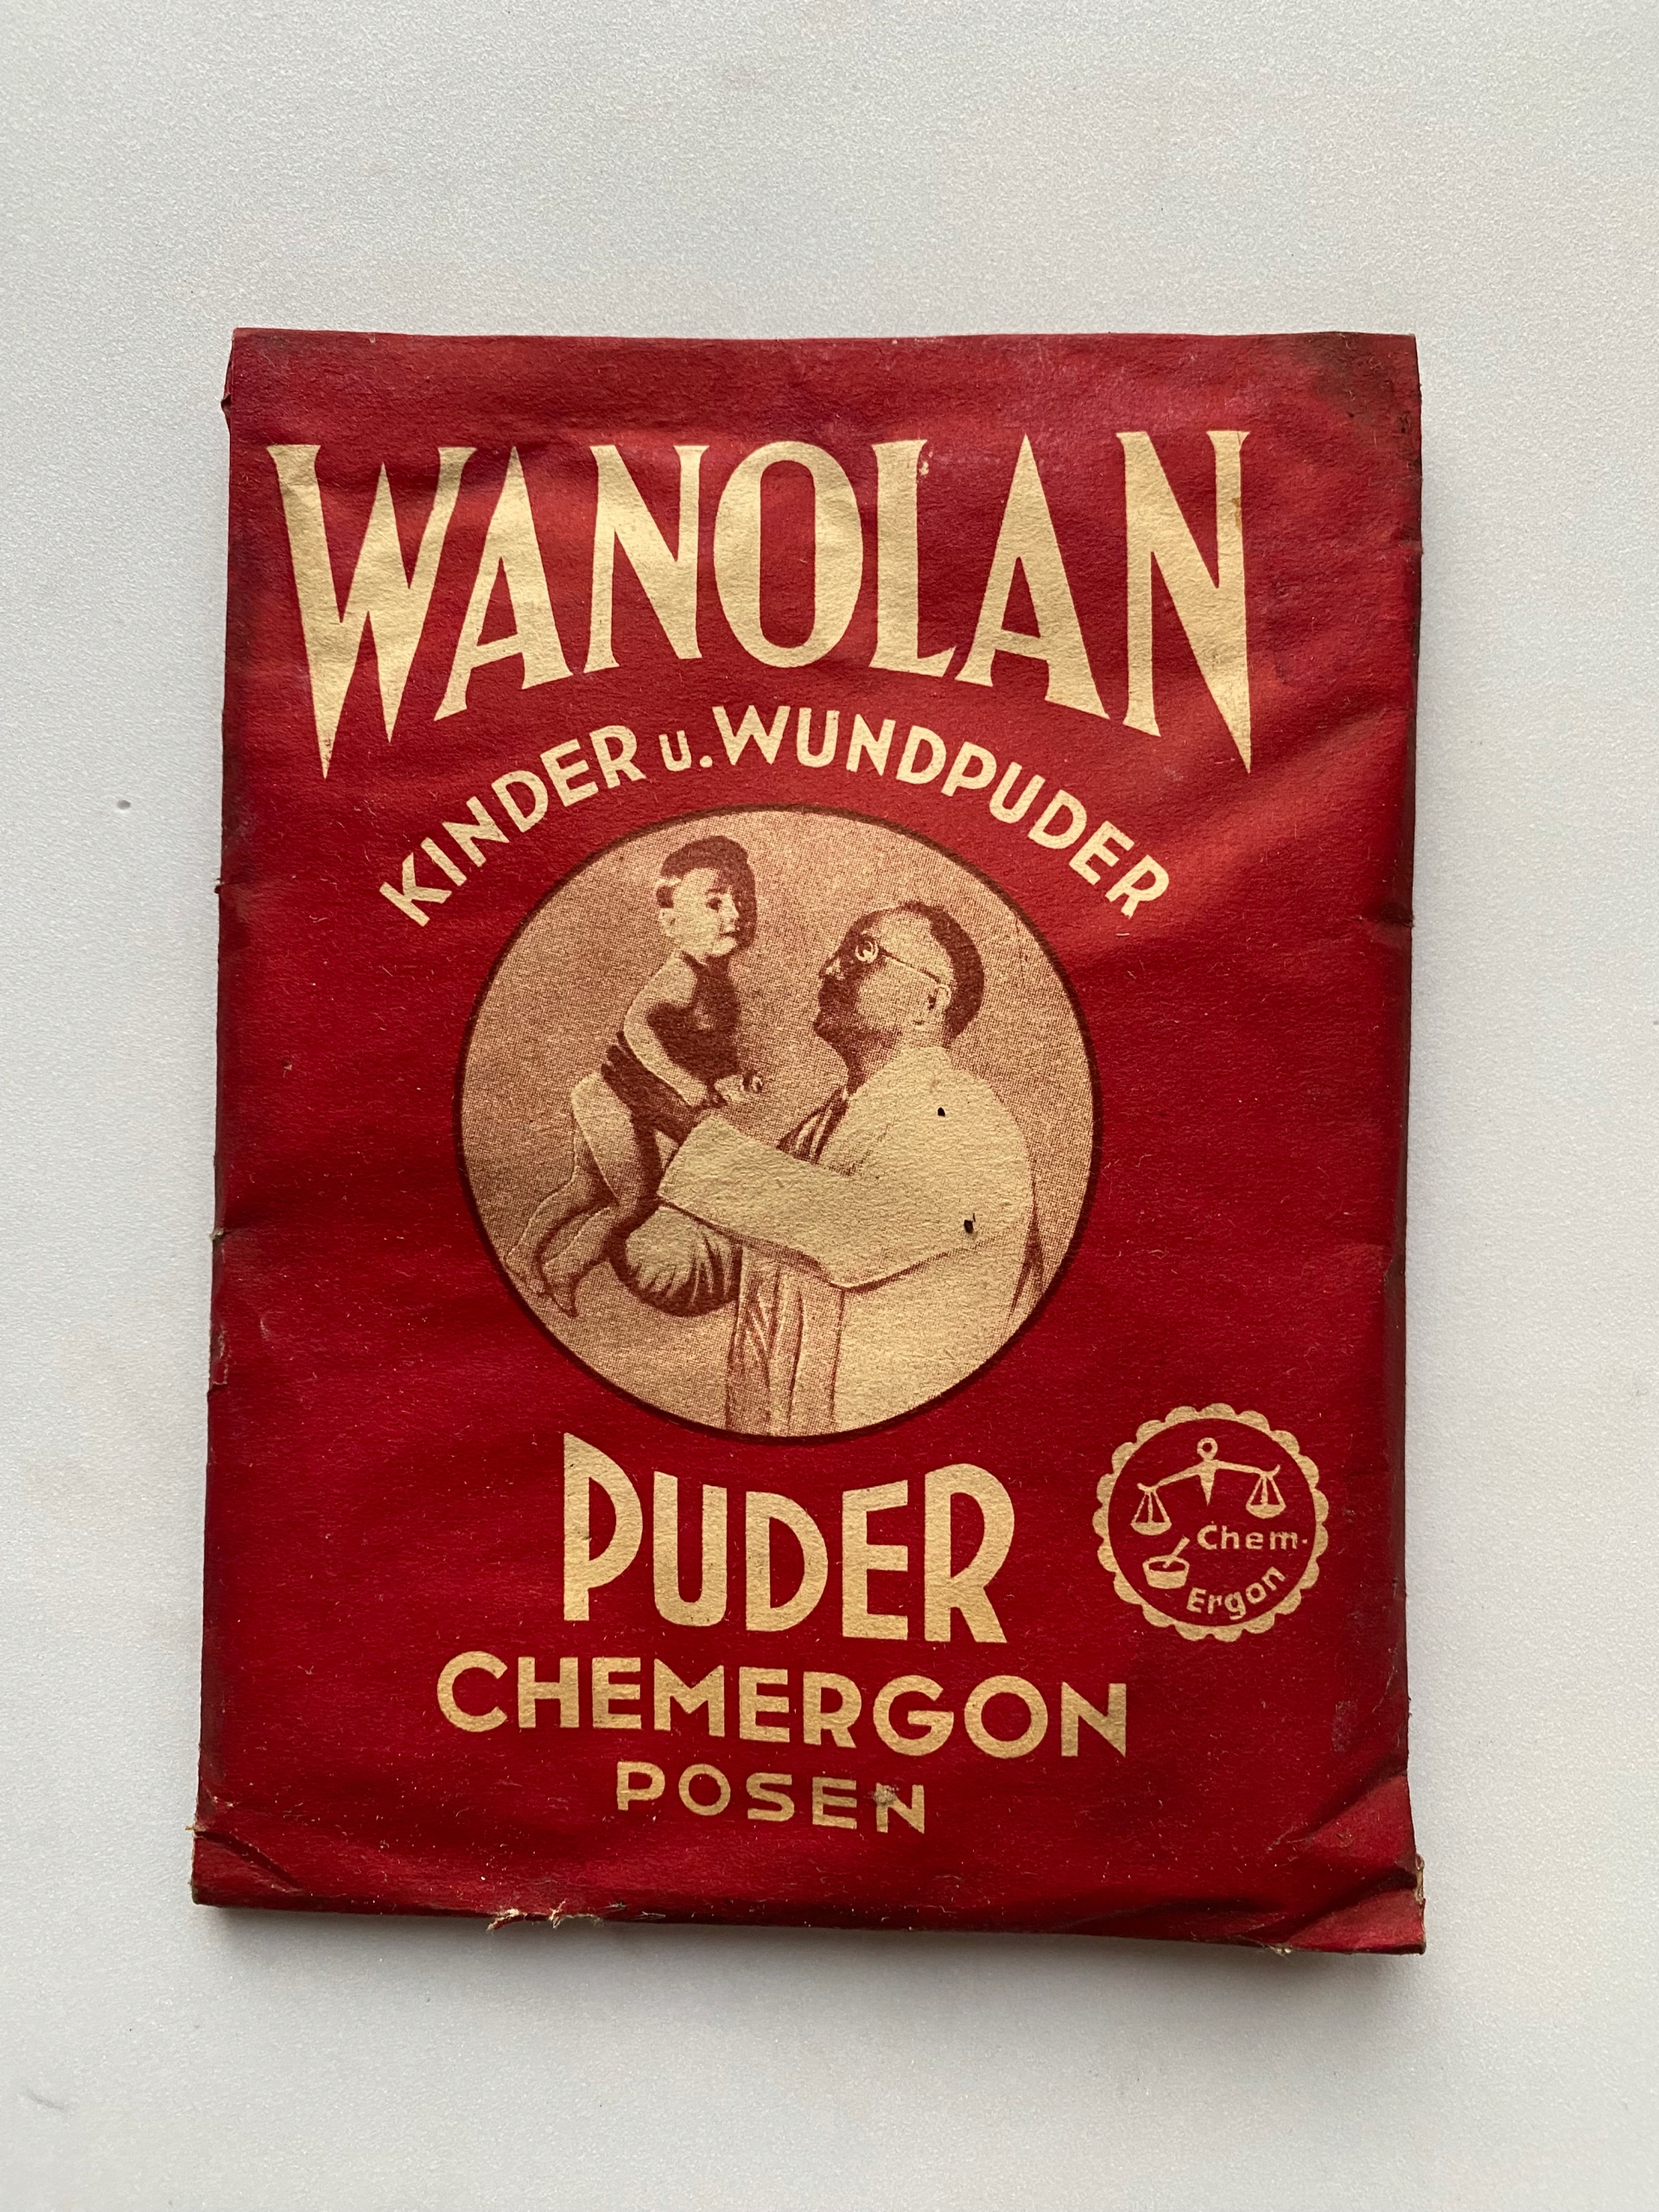 WANOLAN
KINDER u. WUNDPUDER
PUDER
Chem-
Ergon
CHEMERGON
POSEN